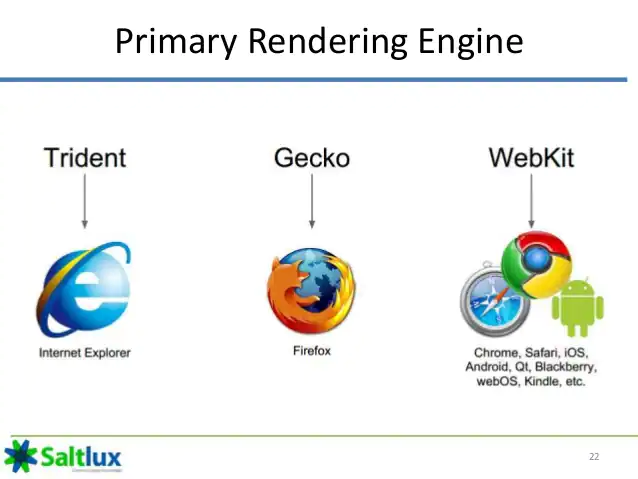 Primary Rendering Engine
Trident
Gecko
WebKit
Internet Explorer
Firefox
Chrome, Safari, iOS,
Android, Qt, Blackberry,
webOS, Kindle, etc.
Saltlux
22